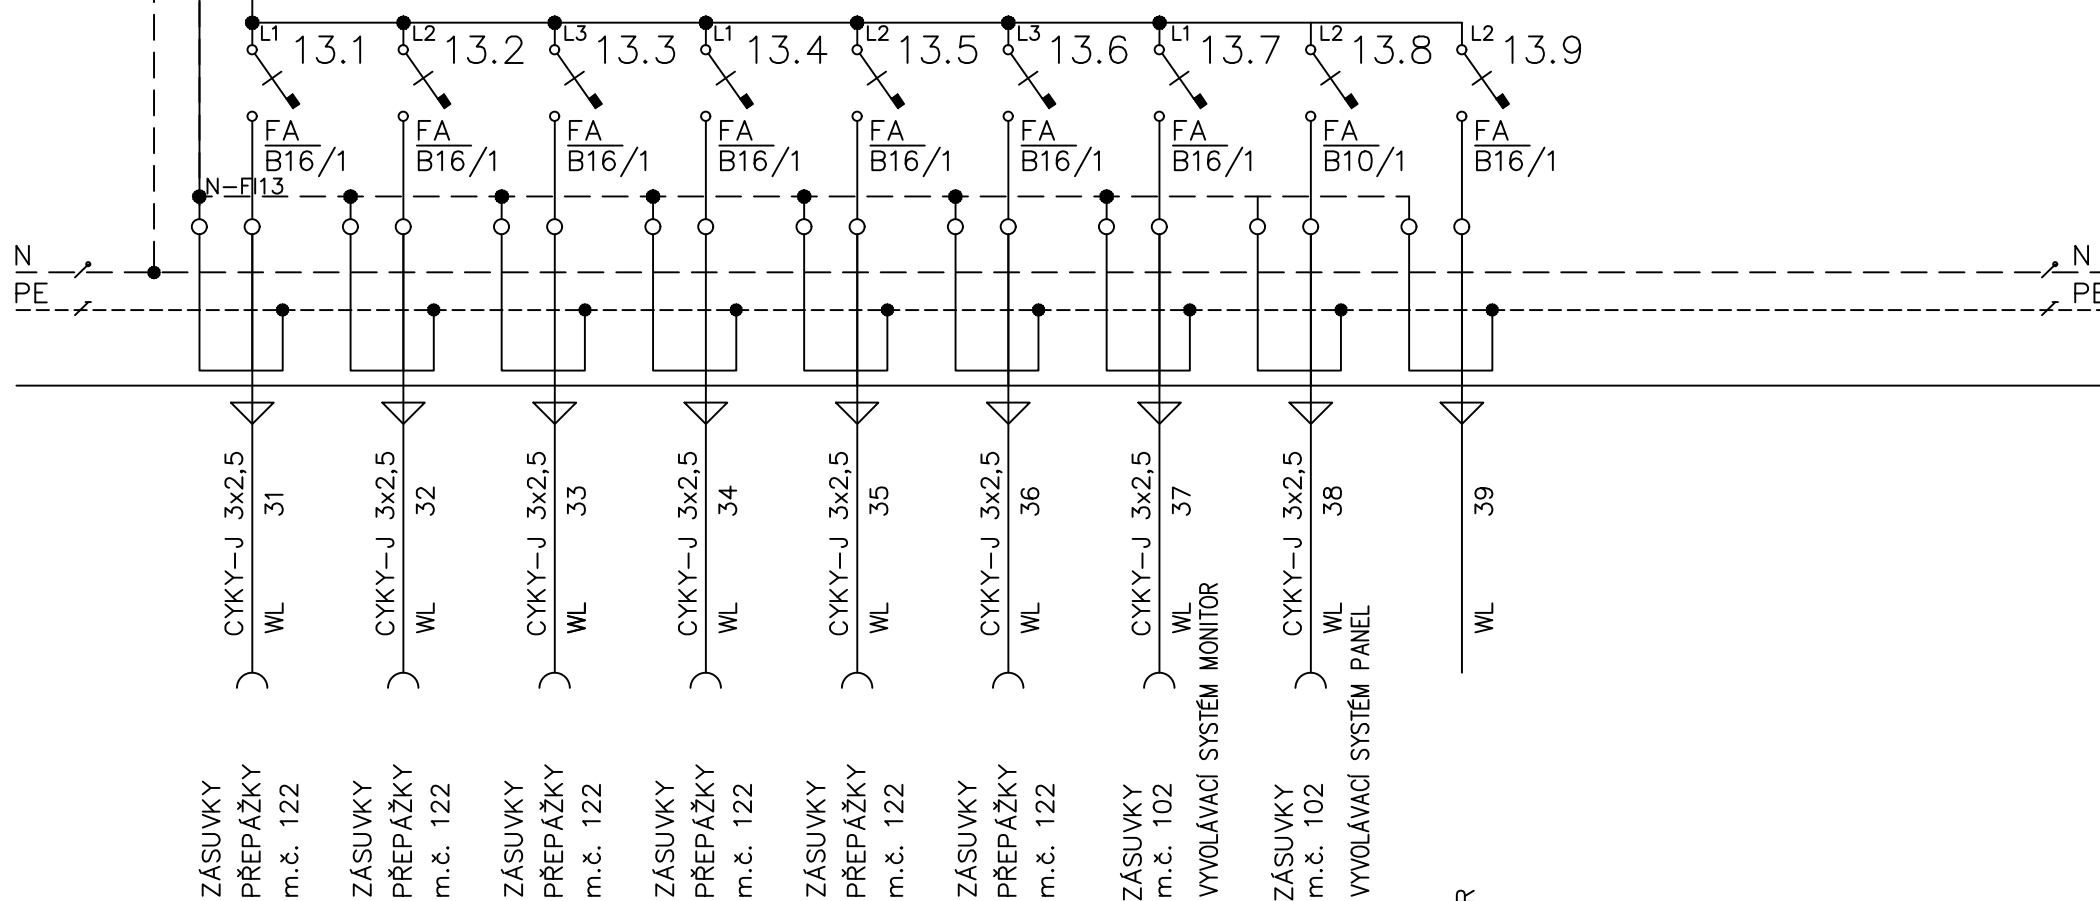 L1 13.1 L2 13.2 L3 13.3 L1 13.4 L2 13.5 L3 13.6 L1 13.7 L2 13.8 L2 13.9
FA FA FA FA FA FA FA FA FA
B16/1 B16/1 B16/1 B16/1 B16/1 B16/1 B16/1 B10/1 B16/1
N-FI13
N N
PE PE
CYKY-J 3x2,5
WL 31
CYKY-J 3x2,5
WL 32
CYKY-J 3x2,5
WL 33
CYKY-J 3x2,5
WL 34
CYKY-J 3x2,5
WL 35
CYKY-J 3x2,5
WL 36
CYKY-J 3x2,5
WL 37
CYKY-J 3x2,5
WL 38
WL 39
ZÁSUVKY
PŘEPÁŽKY
m.č. 122
ZÁSUVKY
PŘEPÁŽKY
m.č. 122
ZÁSUVKY
PŘEPÁŽKY
m.č. 122
ZÁSUVKY
PŘEPÁŽKY
m.č. 122
ZÁSUVKY
PŘEPÁŽKY
m.č. 122
ZÁSUVKY
PŘEPÁŽKY
m.č. 122
ZÁSUVKY
m.č. 102
VYVOLÁVACÍ SYSTÉM MONITOR
ZÁSUVKY
m.č. 102
VYVOLÁVACÍ SYSTÉM PANEL